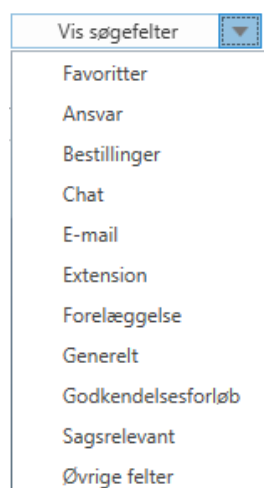 Vis søgefelter
Favoritter
Ansvar
Bestillinger
Chat
E-mail
Extension
Forelæggelse
Generelt
Godkendelsesforløb
Sagsrelevant
Øvrige felter